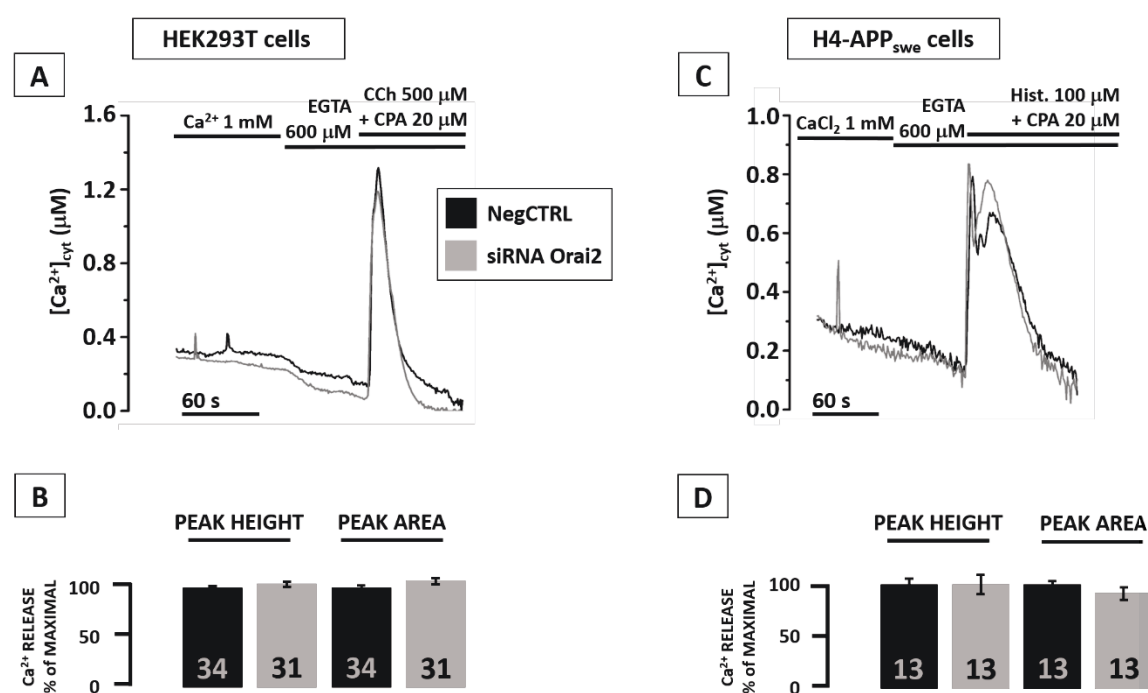 HEK293T cells
H4-APPswe cells
A
CCh 500 μM
EGTA
+ CPA 20 μM
Ca²⁺ 1 mM
600 μM
1.6
1.2
0.8
0.4
0.0
[Ca²⁺]cyt (μM)
60 s
NegCTRL
siRNA Orai2
C
Hist. 100 μM
EGTA
+ CPA 20 μM
CaCl₂ 1 mM
600 μM
1.0
0.8
0.6
0.4
0.2
0.0
[Ca²⁺]cyt (μM)
60 s
B
PEAK HEIGHT
PEAK AREA
Ca²⁺ RELEASE
% of MAXIMAL
100
50
0
34
31
34
31
D
PEAK HEIGHT
PEAK AREA
Ca²⁺ RELEASE
% of MAXIMAL
100
50
0
13
13
13
13